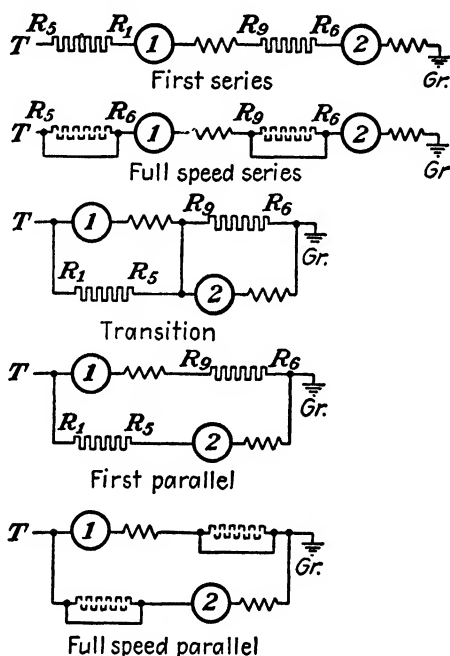 T R5 R1 1 R9 R6 2 Gr.
First series
T R5 R6 1 R9 R6 2 Gr
Full speed series
T 1 R9 R6 Gr.
R1 R5 2
Transition
T 1 R9 R6 Gr.
R1 R5 2
First parallel
T 1 Gr.
2
Full speed parallel